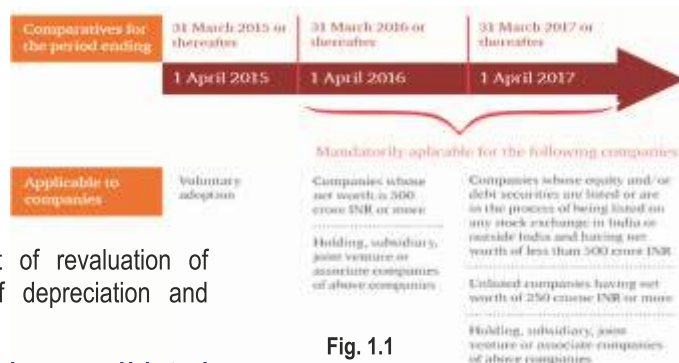 Comparatives for
the period ending
31 March 2015 or
thereafter
31 March 2016 or
thereafter
31 March 2017 or
thereafter
1 April 2015
1 April 2016
1 April 2017
Mandatorily aplicable for the following companies
Applicable to
companies
Voluntary
adoption
Companies whose
net worth is 500
crore INR or more
Holding, subsidiary,
joint venture or
associate companies
of above companies
Companies whose equity and/or
debt securities are listed or are
in the process of being listed on
any stock exchange in India or
outside India and having net
worth of less than 500 crore INR
Unlisted companies having net
worth of 250 crore INR or more
Holding, subsidiary, joint
venture or associate companies
of above companies
of revaluation of
depreciation and
Fig. 1.1